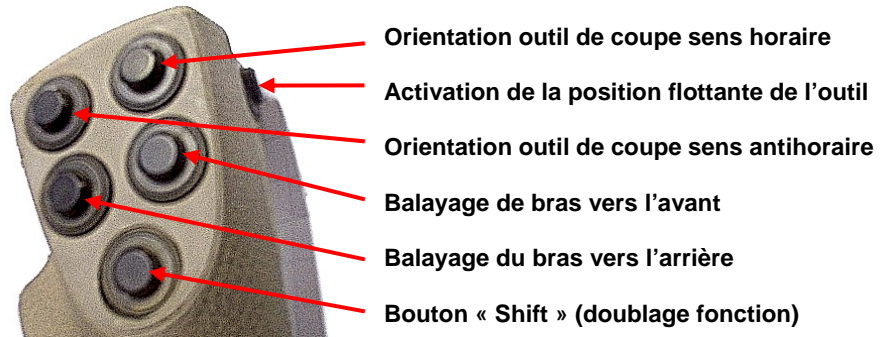 Orientation outil de coupe sens horaire
Activation de la position flottante de l’outil
Orientation outil de coupe sens antihoraire
Balayage de bras vers l’avant
Balayage du bras vers l’arrière
Bouton « Shift » (doublage fonction)